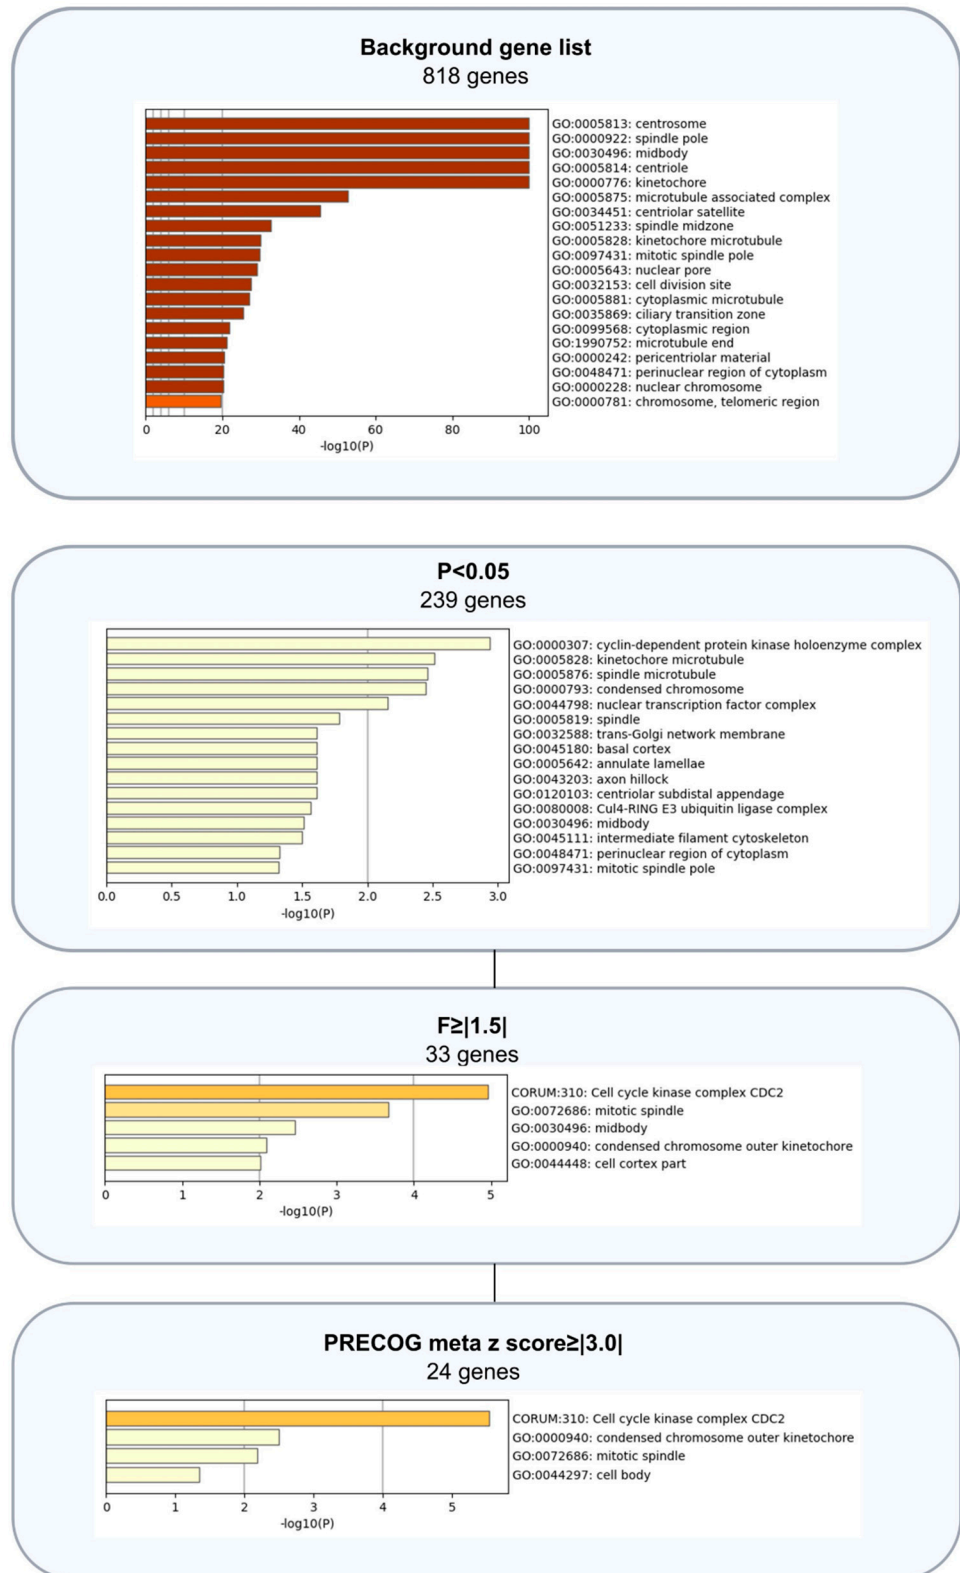 Background gene list
818 genes
GO:0005813: centrosome
GO:0000922: spindle pole
GO:0030496: midbody
GO:0005814: centriole
GO:0000776: kinetochore
GO:0005875: microtubule associated complex
GO:0034451: centriolar satellite
GO:0051233: spindle midzone
GO:0005828: kinetochore microtubule
GO:0097431: mitotic spindle pole
GO:0005643: nuclear pore
GO:0032153: cell division site
GO:0005881: cytoplasmic microtubule
GO:0035869: ciliary transition zone
GO:0099568: cytoplasmic region
GO:1990752: microtubule end
GO:0000242: pericentriolar material
GO:0048471: perinuclear region of cytoplasm
GO:0000228: nuclear chromosome
GO:0000781: chromosome, telomeric region
0 20 40 60 80 100
-log10(P)
P<0.05
239 genes
GO:0000307: cyclin-dependent protein kinase holoenzyme complex
GO:0005828: kinetochore microtubule
GO:0005876: spindle microtubule
GO:0000793: condensed chromosome
GO:0044798: nuclear transcription factor complex
GO:0005819: spindle
GO:0032588: trans-Golgi network membrane
GO:0045180: basal cortex
GO:0005642: annulate lamellae
GO:0043203: axon hillock
GO:0120103: centriolar subdistal appendage
GO:0080008: Cul4-RING E3 ubiquitin ligase complex
GO:0030496: midbody
GO:0045111: intermediate filament cytoskeleton
GO:0048471: perinuclear region of cytoplasm
GO:0097431: mitotic spindle pole
0.0 0.5 1.0 1.5 2.0 2.5 3.0
-log10(P)
F≥|1.5|
33 genes
CORUM:310: Cell cycle kinase complex CDC2
GO:0072686: mitotic spindle
GO:0030496: midbody
GO:0000940: condensed chromosome outer kinetochore
GO:0044448: cell cortex part
0 1 2 3 4 5
-log10(P)
PRECOG meta z score≥|3.0|
24 genes
CORUM:310: Cell cycle kinase complex CDC2
GO:0000940: condensed chromosome outer kinetochore
GO:0072686: mitotic spindle
GO:0044297: cell body
0 1 2 3 4 5
-log10(P)